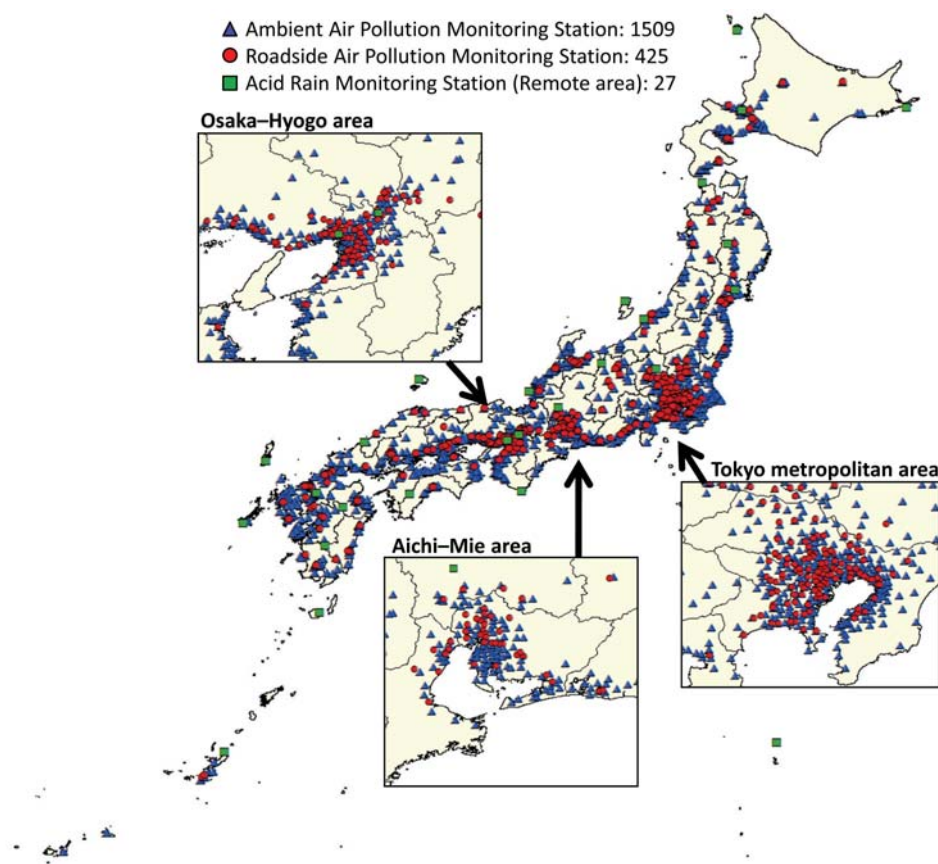 Ambient Air Pollution Monitoring Station: 1509
Roadside Air Pollution Monitoring Station: 425
Acid Rain Monitoring Station (Remote area): 27
Osaka–Hyogo area
Tokyo metropolitan area
Aichi–Mie area